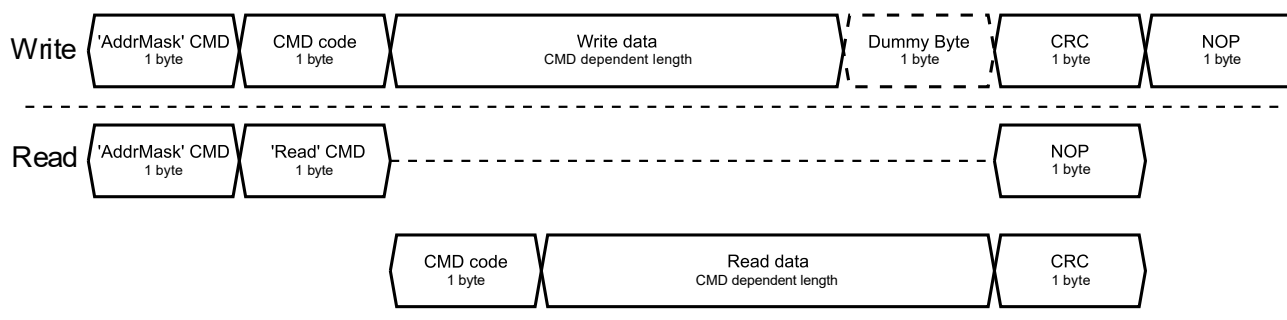 Write
'AddrMask' CMD
1 byte
CMD code
1 byte
Write data
CMD dependent length
Dummy Byte
1 byte
CRC
1 byte
NOP
1 byte
Read
'AddrMask' CMD
1 byte
'Read' CMD
1 byte
NOP
1 byte
CMD code
1 byte
Read data
CMD dependent length
CRC
1 byte